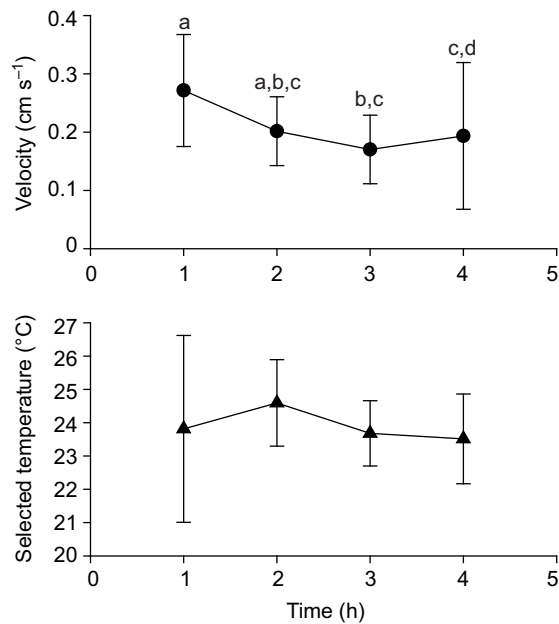 0.4
0.3
0.2
0.1
0
Velocity (cm s⁻¹)
a
a,b,c
b,c
c,d
0 1 2 3 4 5
27
26
25
24
23
22
21
20
Selected temperature (°C)
0 1 2 3 4 5
Time (h)